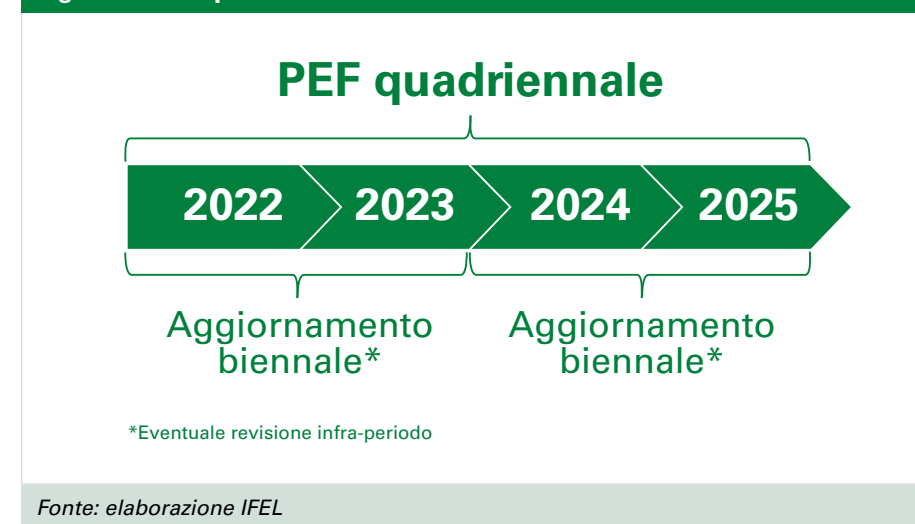 PEF quadriennale
2022 2023 2024 2025
Aggiornamento Aggiornamento
biennale* biennale*
*Eventuale revisione infra-periodo
Fonte: elaborazione IFEL